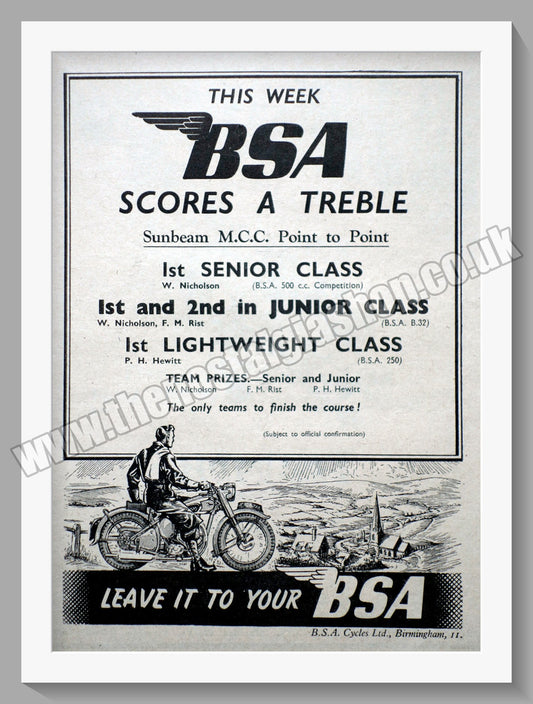 THIS WEEK
BSA
SCORES A TREBLE
Sunbeam M.C.C. Point to Point
1st SENIOR CLASS
W. Nicholson (B.S.A. 500 c.c. Competition)
1st and 2nd in JUNIOR CLASS
W. Nicholson, F. M. Rist (B.S.A. B.32)
1st LIGHTWEIGHT CLASS
P. H. Hewitt (B.S.A. 250)
TEAM PRIZES.—Senior and Junior
W. Nicholson F. M. Rist P. H. Hewitt
The only teams to finish the course!
(Subject to official confirmation)
www.thenostalgiashop.co.uk
LEAVE IT TO YOUR BSA
B.S.A. Cycles Ltd., Birmingham, 11.